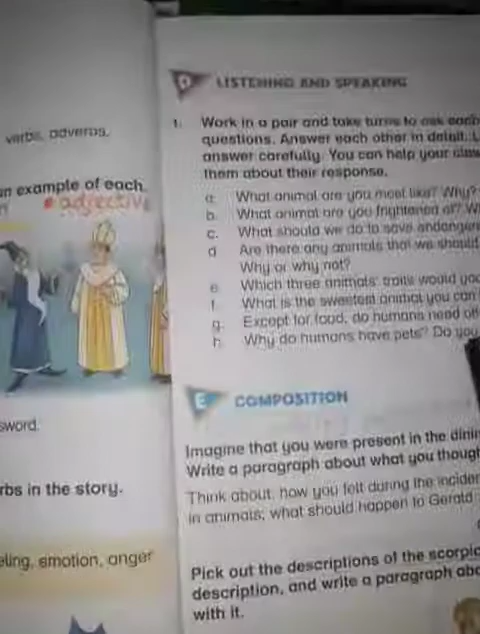 verbs, adverbs,
an example of each.
adjective
sword.
rbs in the story.
eling, emotion, anger
D LISTENING AND SPEAKING
1. Work in a pair and take turns to ask each
questions. Answer each other in detail. L
answer carefully. You can help your clas
them about their response.
a. What animal are you most like? Why?
b. What animal are you frightened of? W
c. What should we do to save endanger
d Are there any animals that we should
Why or why not?
e. Which three animals' traits would you
f. What is the sweetest animal you can
g. Except for food, do humans need oth
h. Why do humans have pets? Do you
E COMPOSITION
Imagine that you were present in the dinin
Write a paragraph about what you though
Think about: how you felt during the inciden
in animals; what should happen to Gerald
Pick out the descriptions of the scorpio
description, and write a paragraph abo
with it.